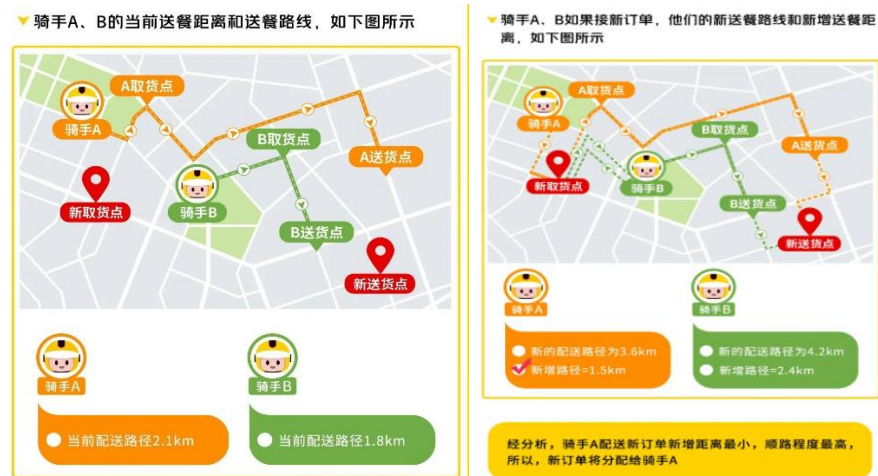 骑手A、B的当前送餐距离和送餐路线，如下图所示
A取货点
骑手A
B取货点
A送货点
新取货点
骑手B
B送货点
新送货点
骑手A
骑手B
当前配送路径2.1km
当前配送路径1.8km
骑手A、B如果接新订单，他们的新送餐路线和新增送餐距
离，如下图所示
A取货点
骑手A
B取货点
A送货点
新取货点
骑手B
B送货点
新送货点
骑手A
骑手B
新的配送路径为3.6km
新增路径=1.5km
新的配送路径为4.2km
新增路径=2.4km
经分析，骑手A配送新订单新增距离最小，顺路程度最高，
所以，新订单将分配给骑手A